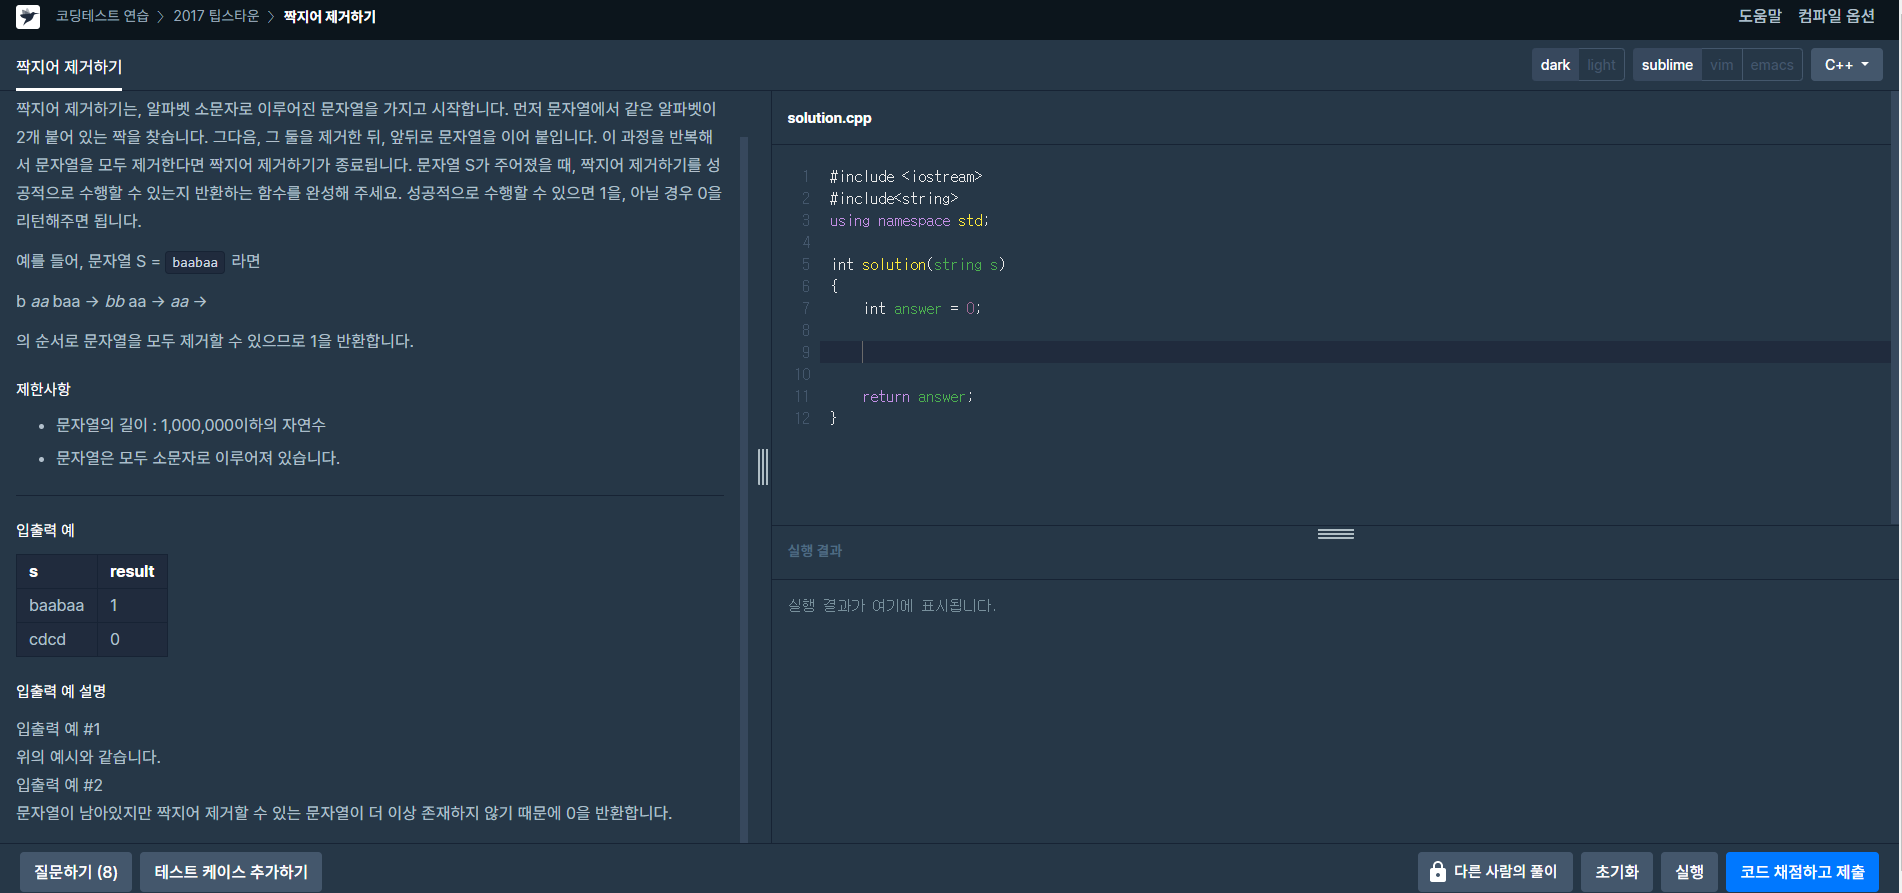 코딩테스트 연습 > 2017 팁스타운 > 짝지어 제거하기
도움말 컴파일 옵션
짝지어 제거하기
dark light sublime vim emacs C++
짝지어 제거하기는, 알파벳 소문자로 이루어진 문자열을 가지고 시작합니다. 먼저 문자열에서 같은 알파벳이
2개 붙어 있는 짝을 찾습니다. 그다음, 그 둘을 제거한 뒤, 앞뒤로 문자열을 이어 붙입니다. 이 과정을 반복해
서 문자열을 모두 제거한다면 짝지어 제거하기가 종료됩니다. 문자열 S가 주어졌을 때, 짝지어 제거하기를 성
공적으로 수행할 수 있는지 반환하는 함수를 완성해 주세요. 성공적으로 수행할 수 있으면 1을, 아닐 경우 0을
리턴해주면 됩니다.
예를 들어, 문자열 S = baabaa 라면
b aa baa → bb aa → aa →
의 순서로 문자열을 모두 제거할 수 있으므로 1을 반환합니다.
제한사항
• 문자열의 길이 : 1,000,000이하의 자연수
• 문자열은 모두 소문자로 이루어져 있습니다.
입출력 예
s result
baabaa 1
cdcd 0
입출력 예 설명
입출력 예 #1
위의 예시와 같습니다.
입출력 예 #2
문자열이 남아있지만 짝지어 제거할 수 있는 문자열이 더 이상 존재하지 않기 때문에 0을 반환합니다.
solution.cpp
1 #include <iostream>
2 #include<string>
3 using namespace std;
4
5 int solution(string s)
6 {
7 int answer = 0;
8
9
10
11 return answer;
12 }
실행 결과
실행 결과가 여기에 표시됩니다.
질문하기 (8) 테스트 케이스 추가하기
다른 사람의 풀이 초기화 실행 코드 채점하고 제출